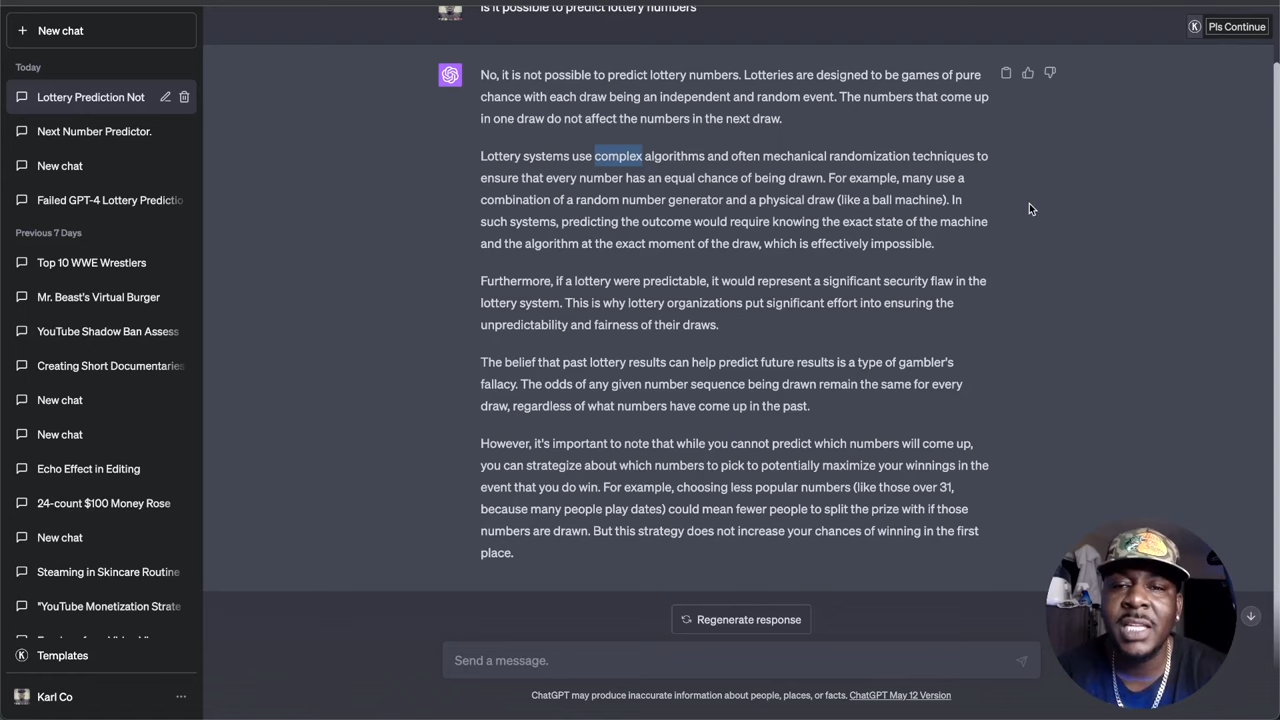 Is it possible to predict lottery numbers
New chat
Pls Continue
Today
Lottery Prediction Not
Next Number Predictor.
New chat
Failed GPT-4 Lottery Predictio
Previous 7 Days
Top 10 WWE Wrestlers
Mr. Beast's Virtual Burger
YouTube Shadow Ban Assess
Creating Short Documentaries
New chat
New chat
Echo Effect in Editing
24-count $100 Money Rose
New chat
Steaming in Skincare Routine
"YouTube Monetization Strate
Templates
Karl Co
No, it is not possible to predict lottery numbers. Lotteries are designed to be games of pure
chance with each draw being an independent and random event. The numbers that come up
in one draw do not affect the numbers in the next draw.
Lottery systems use complex algorithms and often mechanical randomization techniques to
ensure that every number has an equal chance of being drawn. For example, many use a
combination of a random number generator and a physical draw (like a ball machine). In
such systems, predicting the outcome would require knowing the exact state of the machine
and the algorithm at the exact moment of the draw, which is effectively impossible.
Furthermore, if a lottery were predictable, it would represent a significant security flaw in the
lottery system. This is why lottery organizations put significant effort into ensuring the
unpredictability and fairness of their draws.
The belief that past lottery results can help predict future results is a type of gambler's
fallacy. The odds of any given number sequence being drawn remain the same for every
draw, regardless of what numbers have come up in the past.
However, it's important to note that while you cannot predict which numbers will come up,
you can strategize about which numbers to pick to potentially maximize your winnings in the
event that you do win. For example, choosing less popular numbers (like those over 31,
because many people play dates) could mean fewer people to split the prize with if those
numbers are drawn. But this strategy does not increase your chances of winning in the first
place.
Regenerate response
Send a message.
ChatGPT may produce inaccurate information about people, places, or facts. ChatGPT May 12 Version